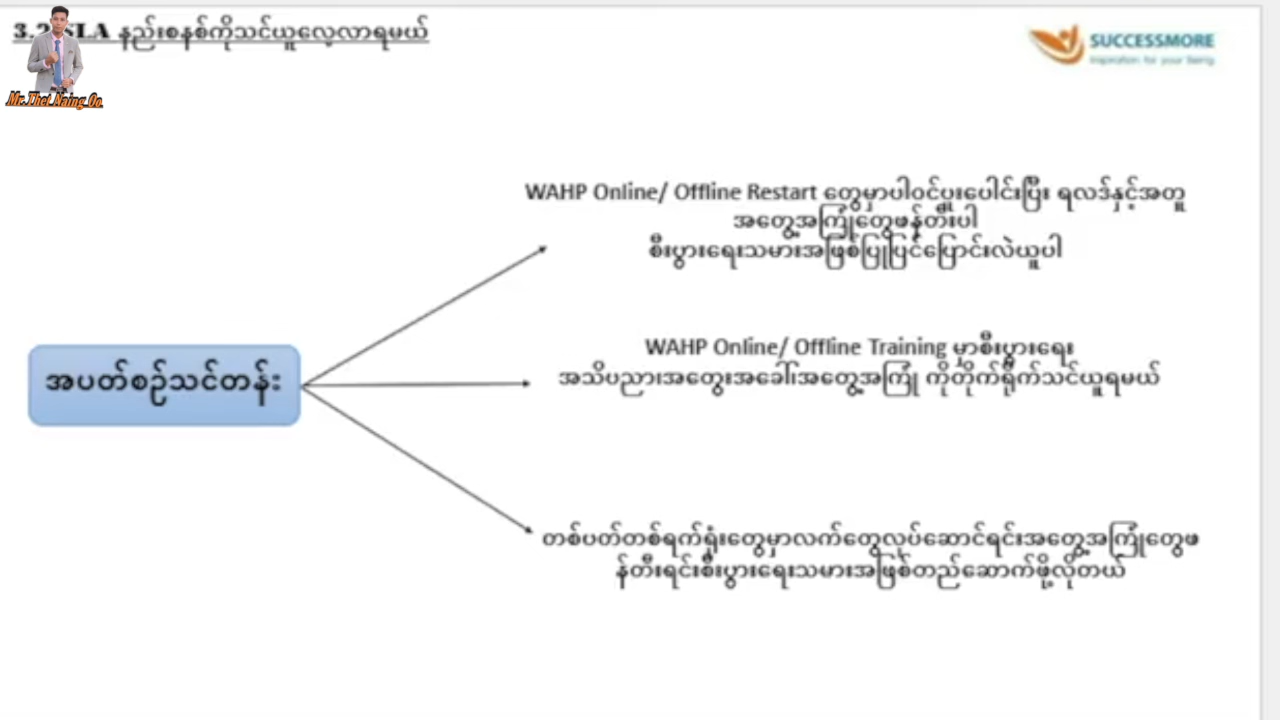 3.2 SLA နည်းစနစ်ကိုသင်ယူလေ့လာရမယ်
SUCCESSMORE
Inspiration for your Being
Mr.Thet Naing Oo
WAHP Online/ Offline Restart တွေမှာပါဝင်ပူးပေါင်းပြီး ရလဒ်နှင့်အတူ
အတွေ့အကြုံတွေဖန်တီးပါ
စီးပွားရေးသမားအဖြစ်ပြုပြင်ပြောင်းလဲယူပါ
WAHP Online/ Offline Training မှာစီးပွားရေး
အသိပညာ၊အတွေးအခေါ်၊အတွေ့အကြုံ ကိုတိုက်ရိုက်သင်ယူရမယ်
အပတ်စဉ်သင်တန်း
တစ်ပတ်တစ်ရက်ရုံးတွေမှာလက်တွေ့လုပ်ဆောင်ရင်းအတွေ့အကြုံတွေဖ
န်တီးရင်းစီးပွားရေးသမားအဖြစ်တည်ဆောက်ဖို့လိုတယ်